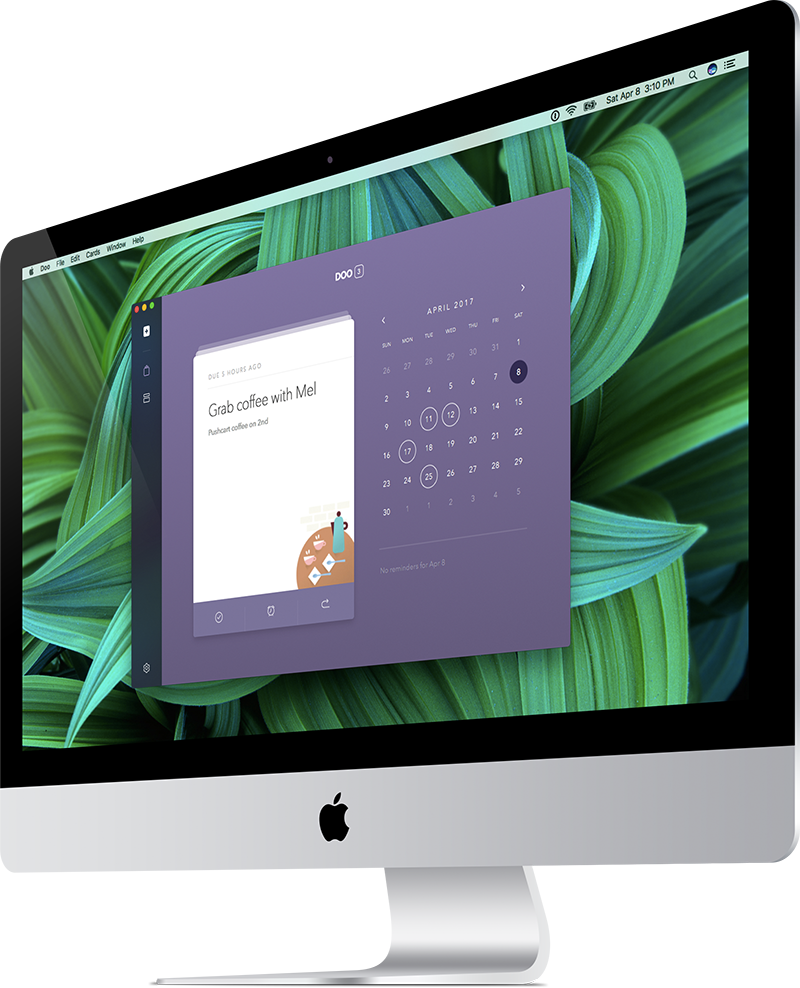 Doo File Edit Cards Window Help
Sat Apr 8 3:10 PM
DOO 3
DUE 5 HOURS AGO
Grab coffee with Mel
Pushcart coffee on 2nd
APRIL 2017
SUN MON TUE WED THU FRI SAT
26 27 28 29 30 31 1
2 3 4 5 6 7 8
9 10 11 12 13 14 15
16 17 18 19 20 21 22
23 24 25 26 27 28 29
30 1 1 2 3 4 5
No reminders for Apr 8